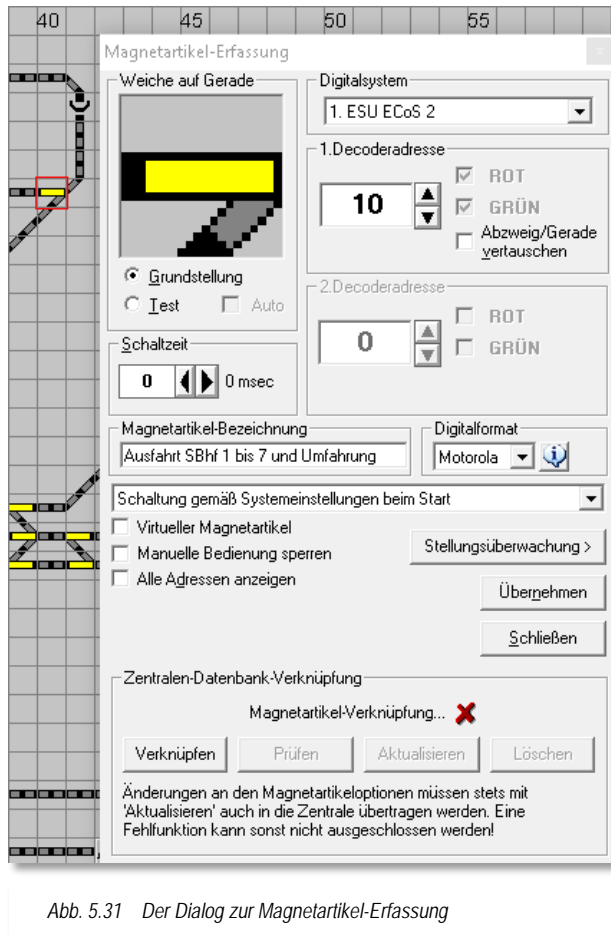 40 45 50 55
Magnetartikel-Erfassung
x
Weiche auf Gerade
Grundstellung
Test Auto
Schaltzeit
0 0 msec
Digitalsystem
1. ESU ECoS 2
1.Decoderadresse
10
ROT
GRÜN
Abzweig/Gerade
vertauschen
2.Decoderadresse
0
ROT
GRÜN
Magnetartikel-Bezeichnung
Ausfahrt SBhf 1 bis 7 und Umfahrung
Digitalformat
Motorola
Schaltung gemäß Systemeinstellungen beim Start
Virtueller Magnetartikel
Manuelle Bedienung sperren
Alle Adressen anzeigen
Stellungsüberwachung >
Übernehmen
Schließen
Zentralen-Datenbank-Verknüpfung
Magnetartikel-Verknüpfung...
Verknüpfen Prüfen Aktualisieren Löschen
Änderungen an den Magnetartikeloptionen müssen stets mit
'Aktualisieren' auch in die Zentrale übertragen werden. Eine
Fehlfunktion kann sonst nicht ausgeschlossen werden!
Abb. 5.31 Der Dialog zur Magnetartikel-Erfassung